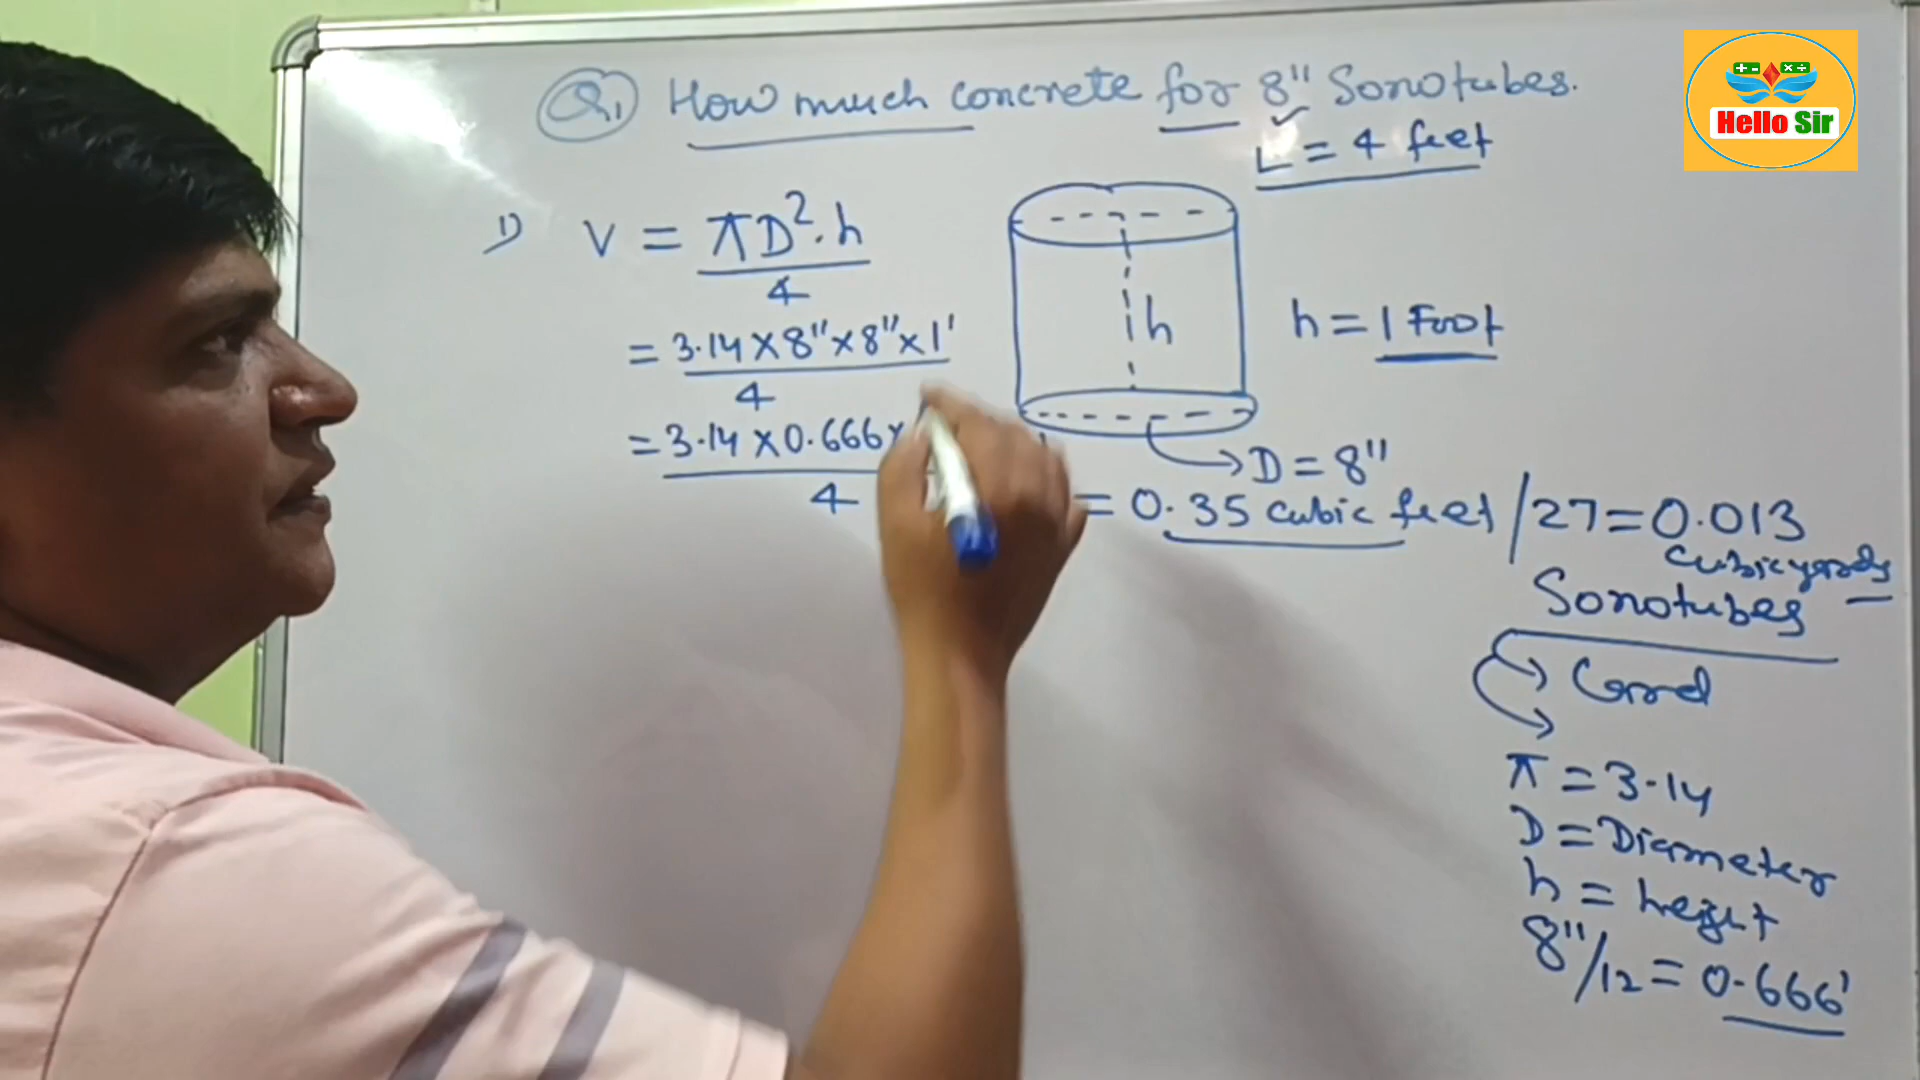 Q1 How much concrete for 8" Sonotubes.
L = 4 feet
1) V = πD².h
4
= 3.14 x 8" x 8" x 1'
4
= 3.14 x 0.666 x
4
= 0.35 cubic feet / 27 = 0.013
cubic yards
h
h = 1 Foot
D = 8"
Sonotubes
π = 3.14
D = Diameter
h = height
8"/12 = 0.666'
+ - × ÷
Hello Sir